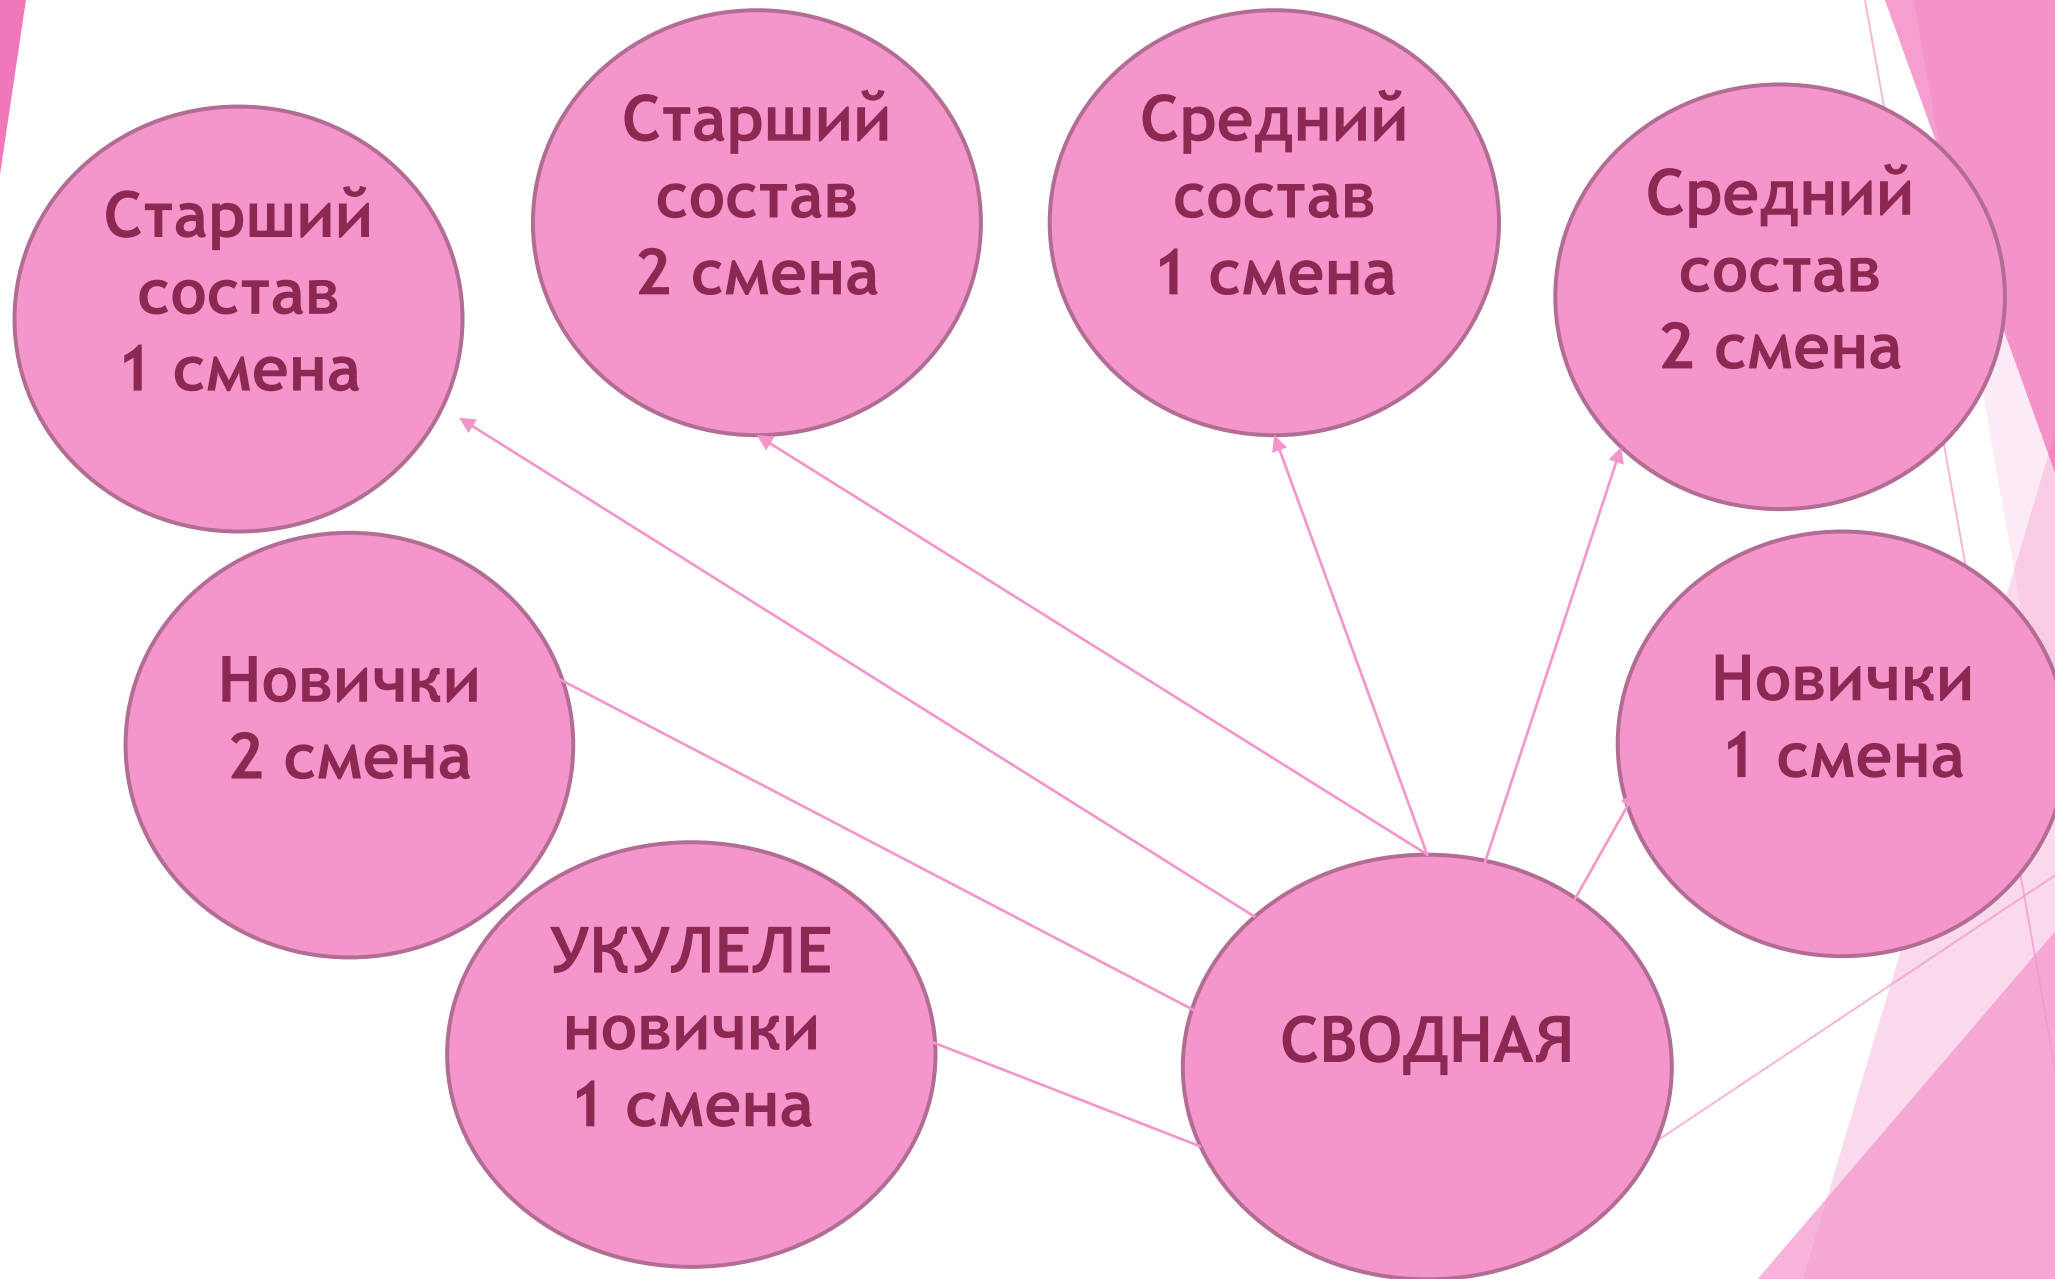 Старший
состав
1 смена
Старший
состав
2 смена
Средний
состав
1 смена
Средний
состав
2 смена
Новички
2 смена
Новички
1 смена
УКУЛЕЛЕ
новички
1 смена
СВОДНАЯ